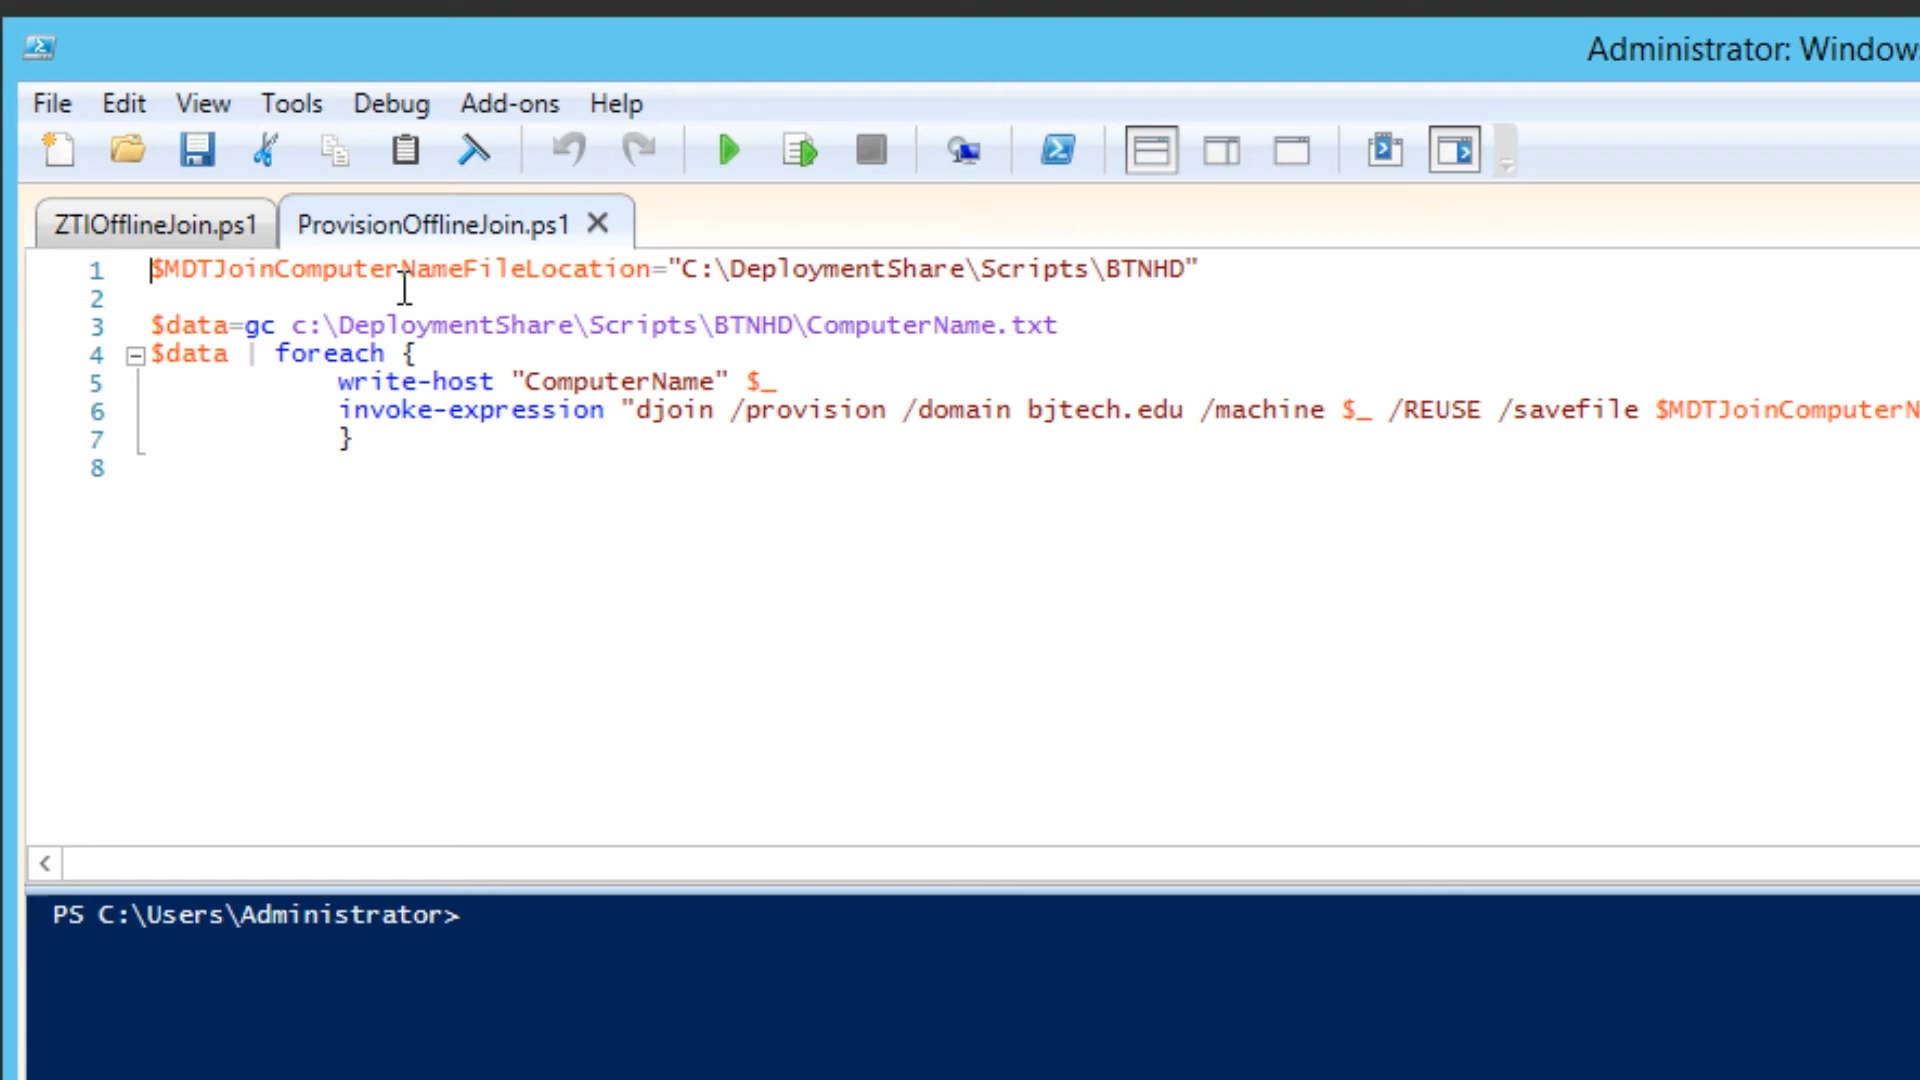 Administrator: Window
File Edit View Tools Debug Add-ons Help
ZTIOfflineJoin.ps1 ProvisionOfflineJoin.ps1
1 $MDTJoinComputerNameFileLocation="C:\DeploymentShare\Scripts\BTNHD"
2
3 $data=gc c:\DeploymentShare\Scripts\BTNHD\ComputerName.txt
4 $data | foreach {
5 write-host "ComputerName" $_
6 invoke-expression "djoin /provision /domain bjtech.edu /machine $_ /REUSE /savefile $MDTJoinComputerN
7 }
8
PS C:\Users\Administrator>